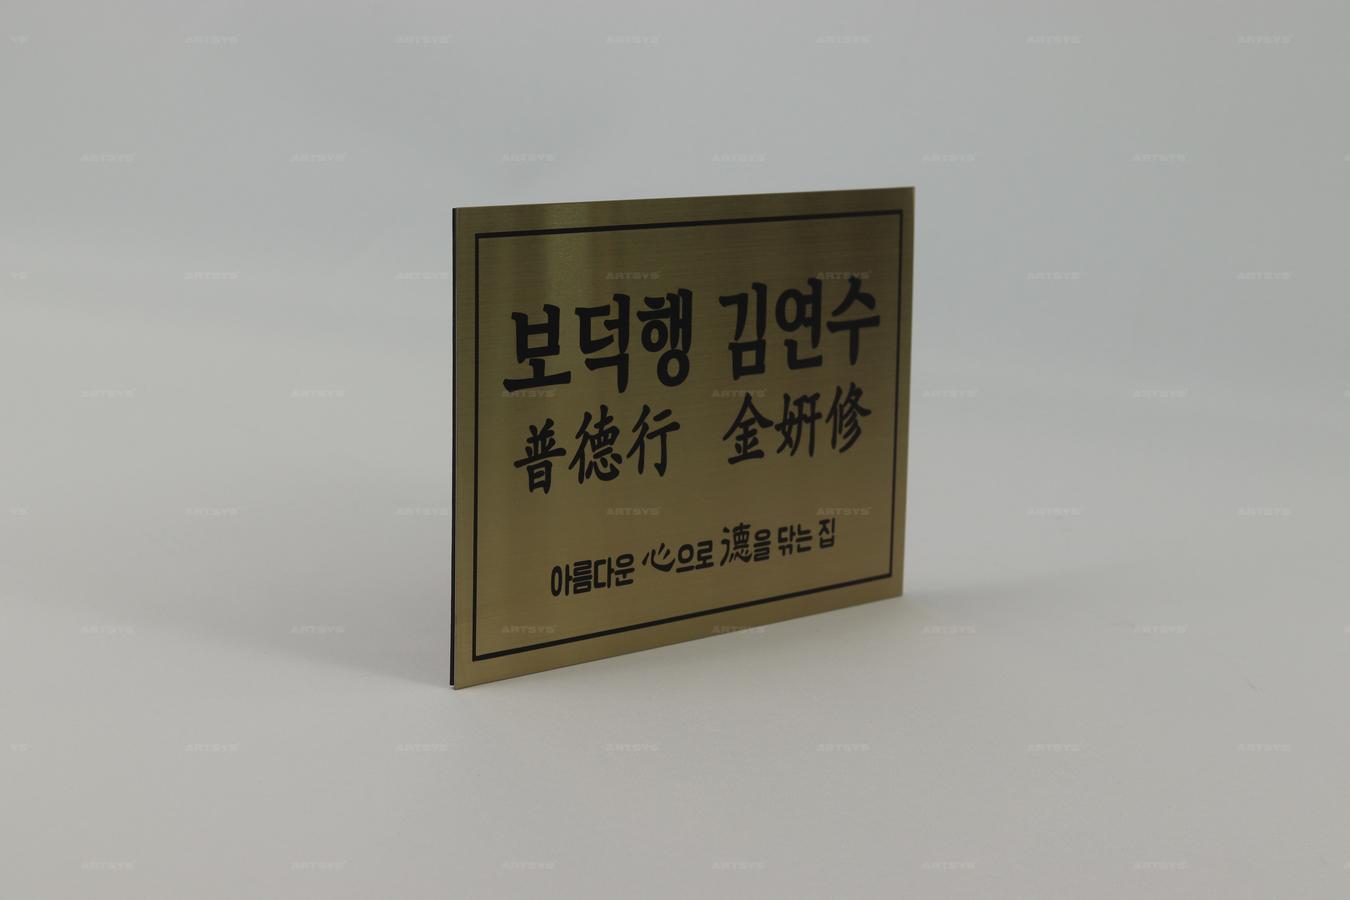 보덕행 김연수
普德行 金姸修
아름다운 心으로 德을 닦는 집